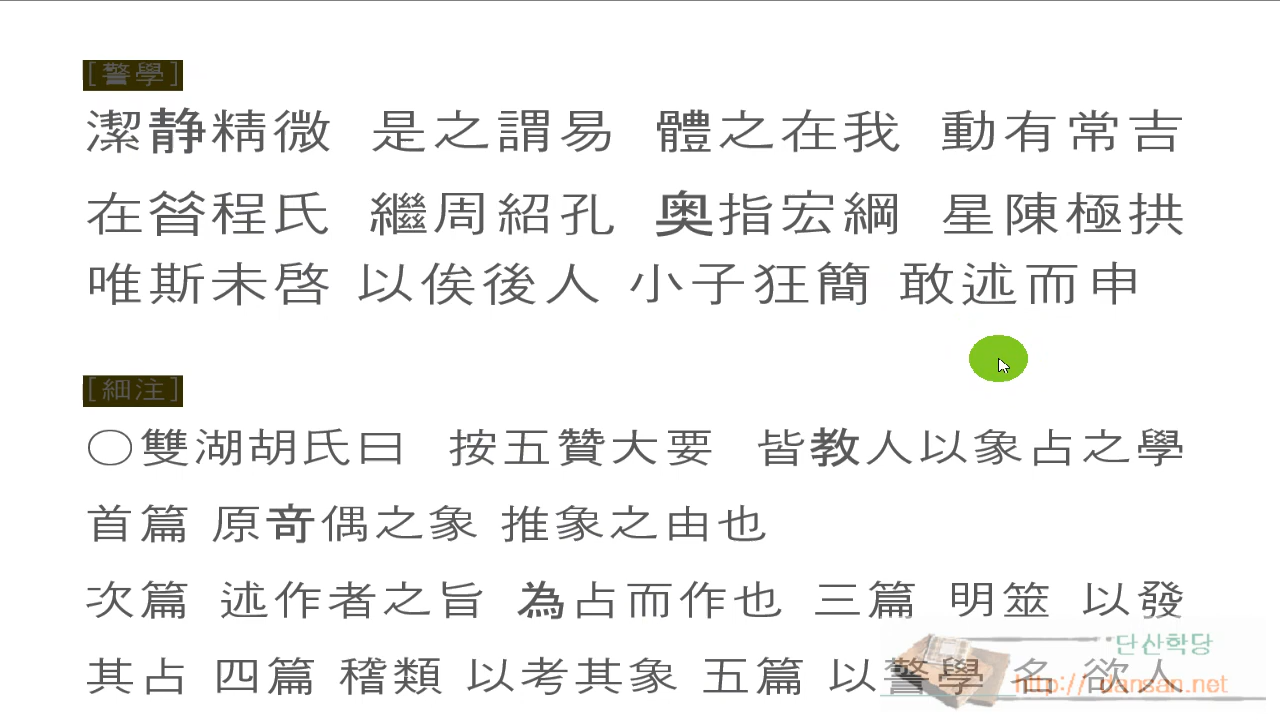 [警學]
潔静精微 是之謂易 體之在我 動有常吉
在昝程氏 繼周紹孔 奥指宏綱 星陳極拱
唯斯未啓 以俟後人 小子狂簡 敢述而申
[細注]
〇雙湖胡氏曰 按五贊大要 皆教人以象占之學
首篇 原竒偶之象 推象之由也
次篇 述作者之旨 為占而作也 三篇 明筮 以發
其占 四篇 稽類 以考其象 五篇 以警學 名 欲人
단산학당
http://dansan.net